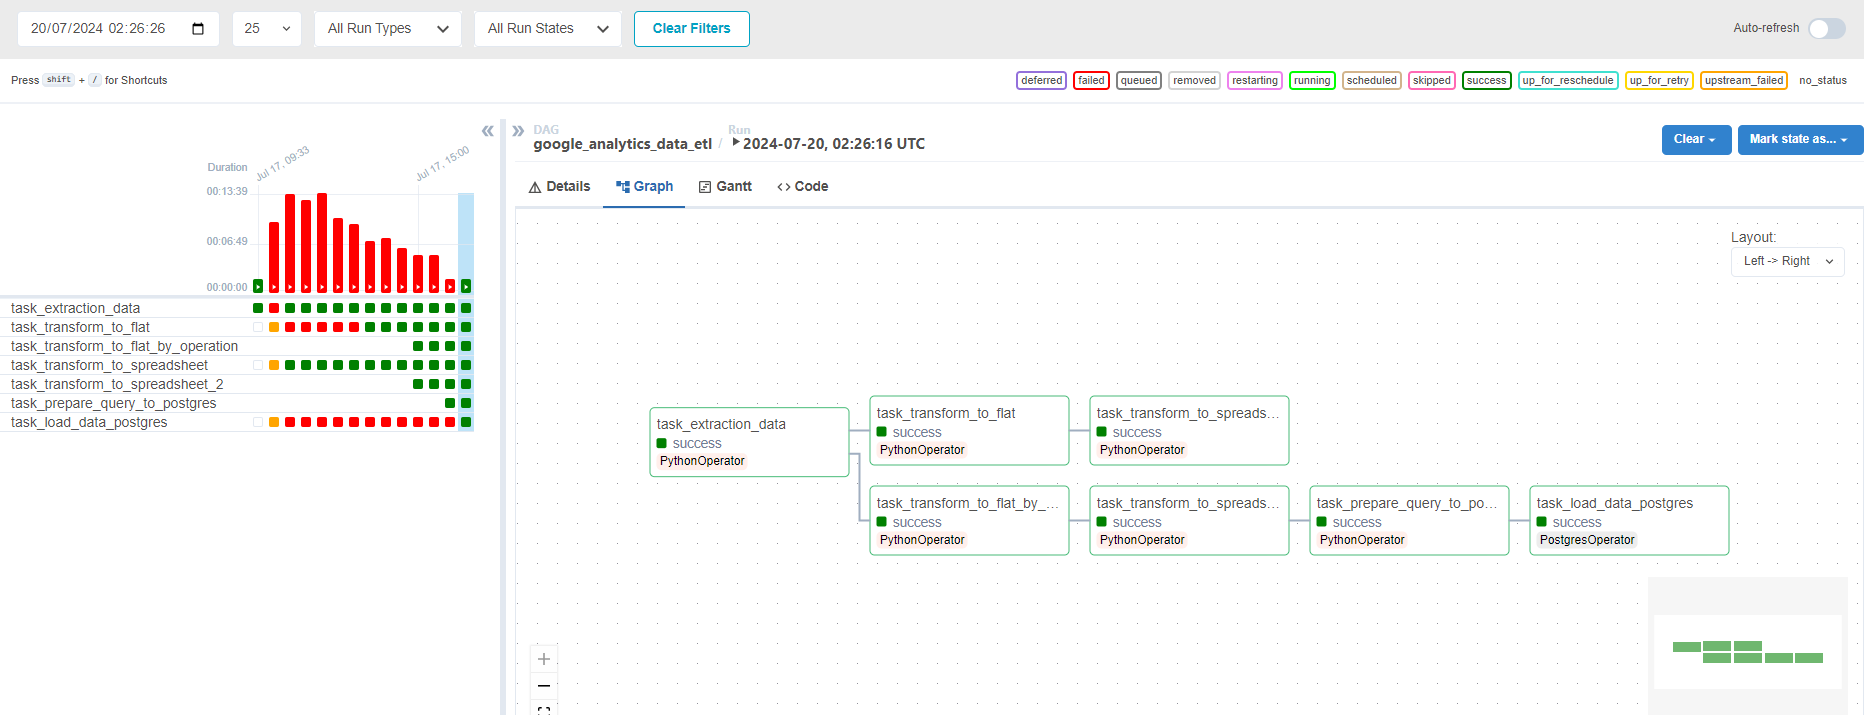 20/07/2024 02:26:26
25
All Run Types
All Run States
Clear Filters
Auto-refresh
Press shift + / for Shortcuts
deferred failed queued removed restarting running scheduled skipped success up_for_reschedule up_for_retry upstream_failed no_status
DAG
google_analytics_data_etl
/
Run
2024-07-20, 02:26:16 UTC
Clear
Mark state as...
Details
Graph
Gantt
Code
Duration
Jul 17, 09:33
Jul 17, 15:00
00:13:39
00:06:49
00:00:00
task_extraction_data
task_transform_to_flat
task_transform_to_flat_by_operation
task_transform_to_spreadsheet
task_transform_to_spreadsheet_2
task_prepare_query_to_postgres
task_load_data_postgres
Layout:
Left -> Right
task_extraction_data
success
PythonOperator
task_transform_to_flat
success
PythonOperator
task_transform_to_spreads...
success
PythonOperator
task_transform_to_flat_by_...
success
PythonOperator
task_transform_to_spreads...
success
PythonOperator
task_prepare_query_to_po...
success
PythonOperator
task_load_data_postgres
success
PostgresOperator